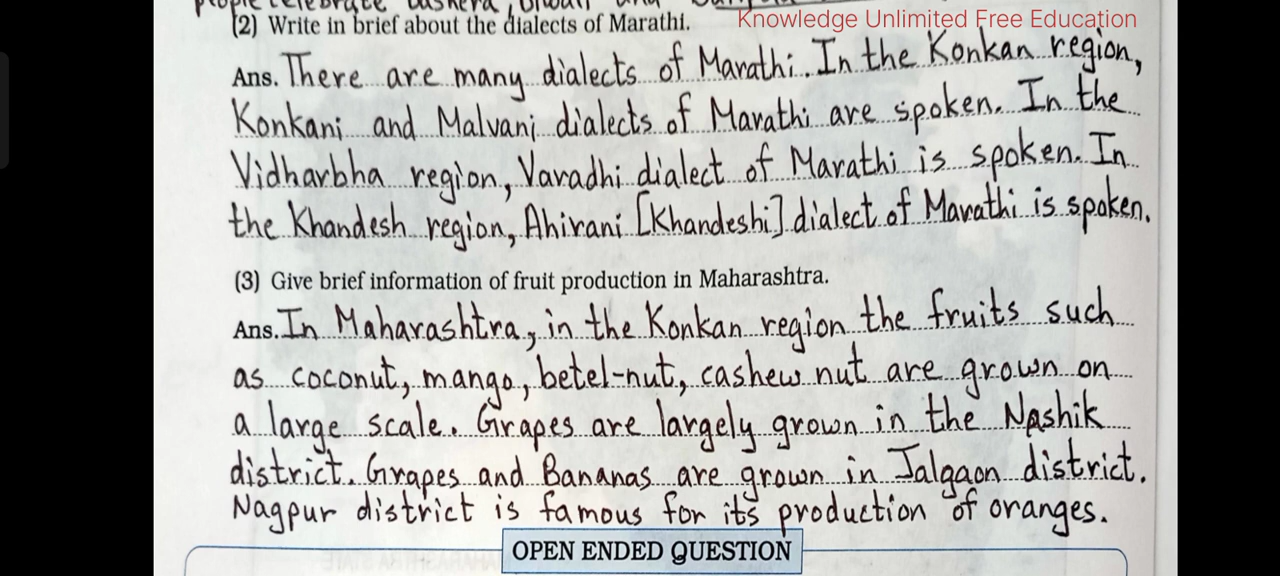 people celebrate Dashera, Diwali and
(2) Write in brief about the dialects of Marathi.
Knowledge Unlimited Free Education
Ans. There are many dialects of Marathi. In the Konkan region,
Konkani and Malvani dialects of Marathi are spoken. In the
Vidharbha region, Varadhi dialect of Marathi is spoken. In
the Khandesh region, Ahirani [Khandeshi] dialect of Marathi is spoken.
(3) Give brief information of fruit production in Maharashtra.
Ans. In Maharashtra, in the Konkan region the fruits such
as coconut, mango, betel-nut, cashew nut are grown on
a large scale. Grapes are largely grown in the Nashik
district. Grapes and Bananas are grown in Jalgaon district.
Nagpur district is famous for its production of oranges.
OPEN ENDED QUESTION